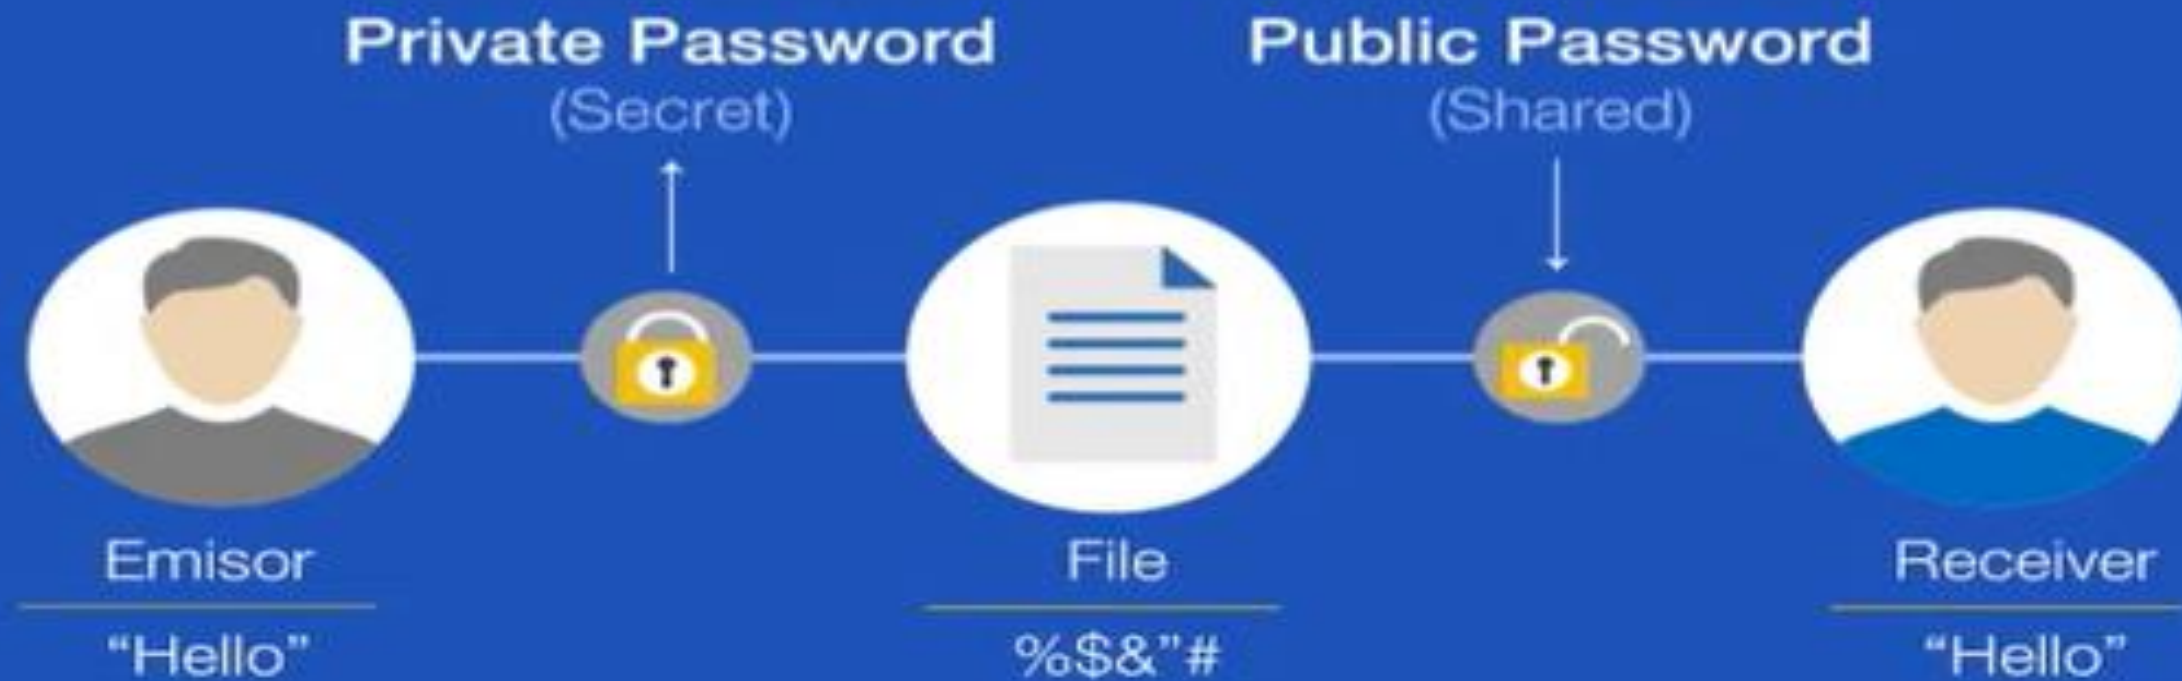 Private Password
(Secret)
Public Password
(Shared)
Emisor
“Hello”
File
%$&”#
Receiver
“Hello”